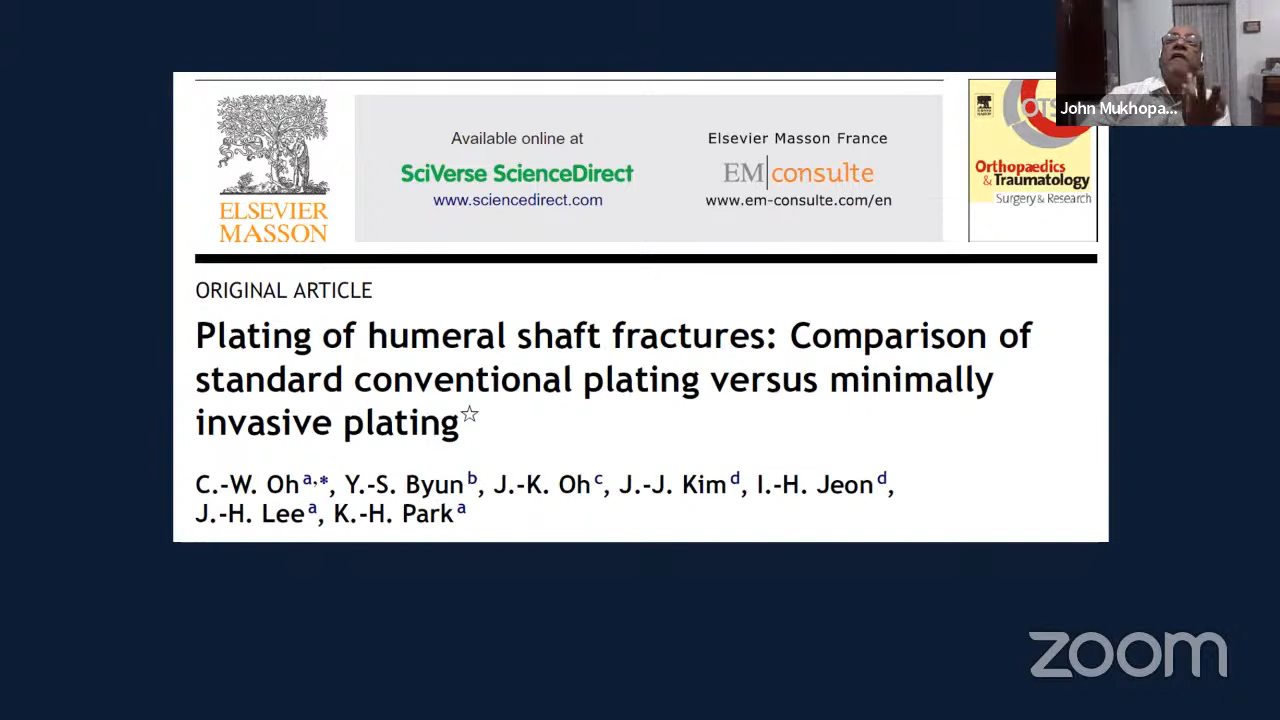 Available online at
SciVerse ScienceDirect
www.sciencedirect.com
Elsevier Masson France
EM|consulte
www.em-consulte.com/en
ELSEVIER
MASSON
OTS
Orthopaedics
& Traumatology
Surgery & Research
John Mukhopa...
ORIGINAL ARTICLE
Plating of humeral shaft fractures: Comparison of
standard conventional plating versus minimally
invasive plating☆
C.-W. Oh a,*, Y.-S. Byun b, J.-K. Oh c, J.-J. Kim d, I.-H. Jeon d,
J.-H. Lee a, K.-H. Park a
zoom